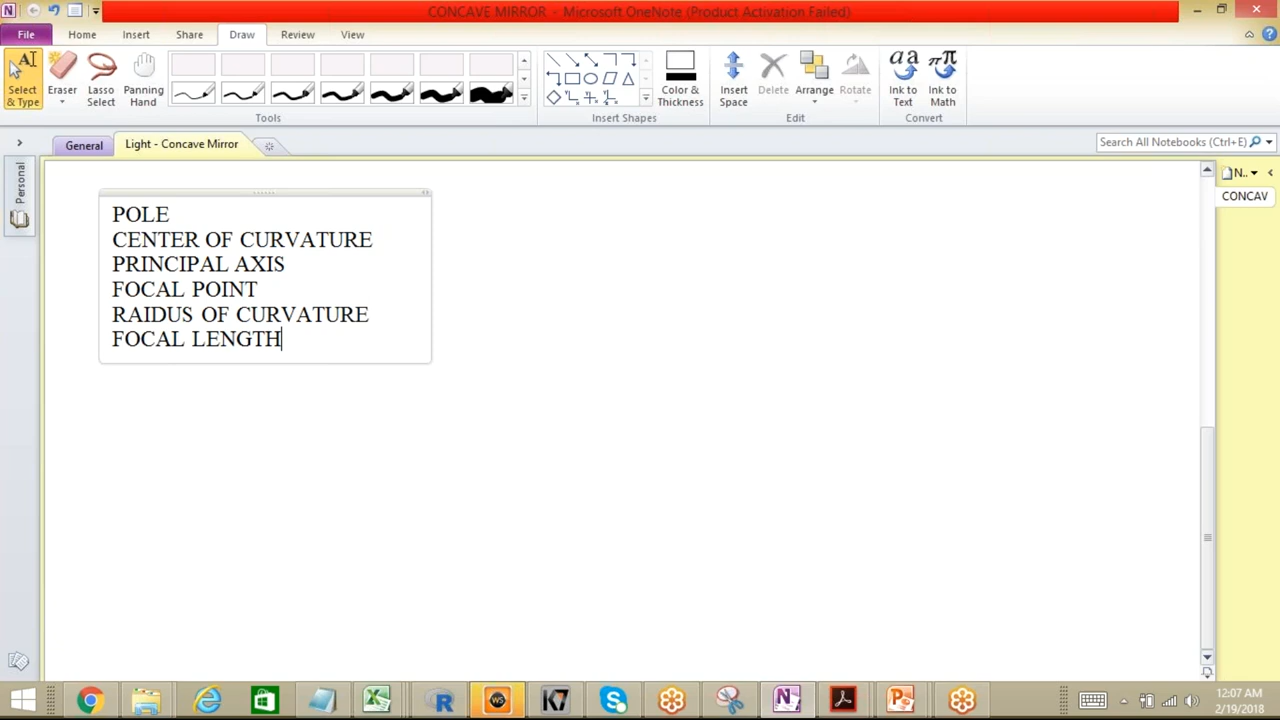 CONCAVE MIRROR - Microsoft OneNote (Product Activation Failed)
File Home Insert Share Draw Review View
Select & Type
Eraser
Lasso Select
Panning Hand
Color & Thickness
Insert Space
Delete
Arrange
Rotate
Ink to Text
Ink to Math
Tools Insert Shapes Edit Convert
General Light - Concave Mirror Search All Notebooks (Ctrl+E)
Personal
N..
CONCAV
POLE
CENTER OF CURVATURE
PRINCIPAL AXIS
FOCAL POINT
RAIDUS OF CURVATURE
FOCAL LENGTH
12:07 AM
2/19/2018